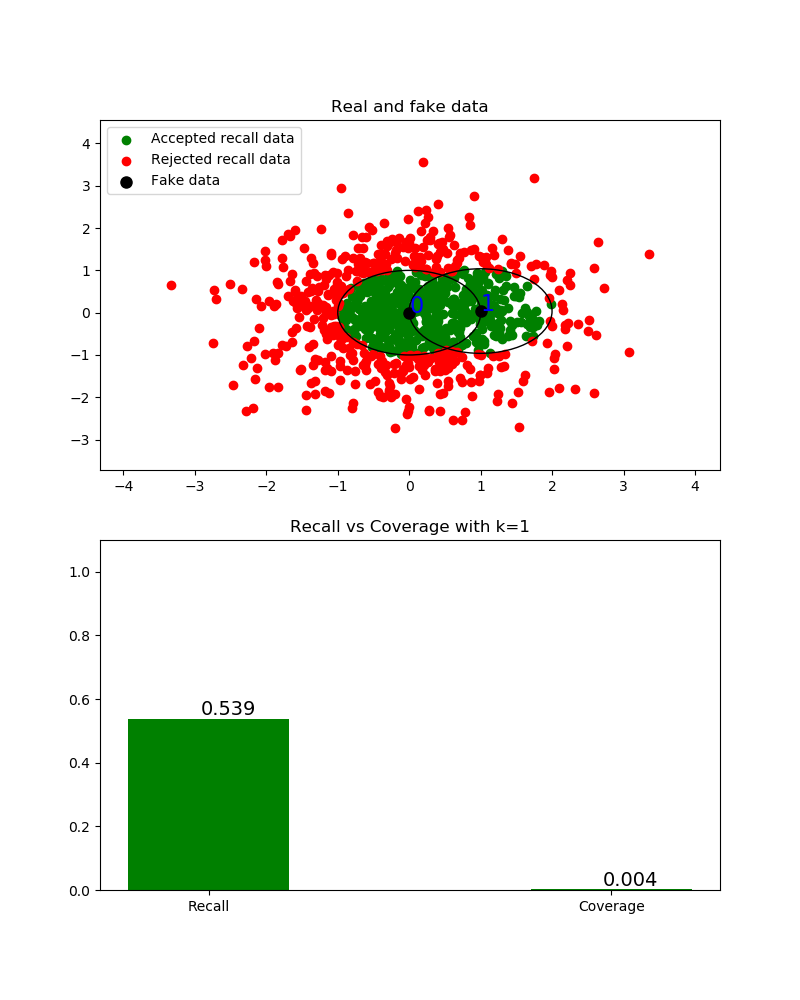 Real and fake data
Accepted recall data
Rejected recall data
Fake data
4
3
2
1
0
−1
−2
−3
0
1
−4 −3 −2 −1 0 1 2 3 4
Recall vs Coverage with k=1
1.0
0.8
0.6
0.4
0.2
0.0
0.539
0.004
Recall Coverage